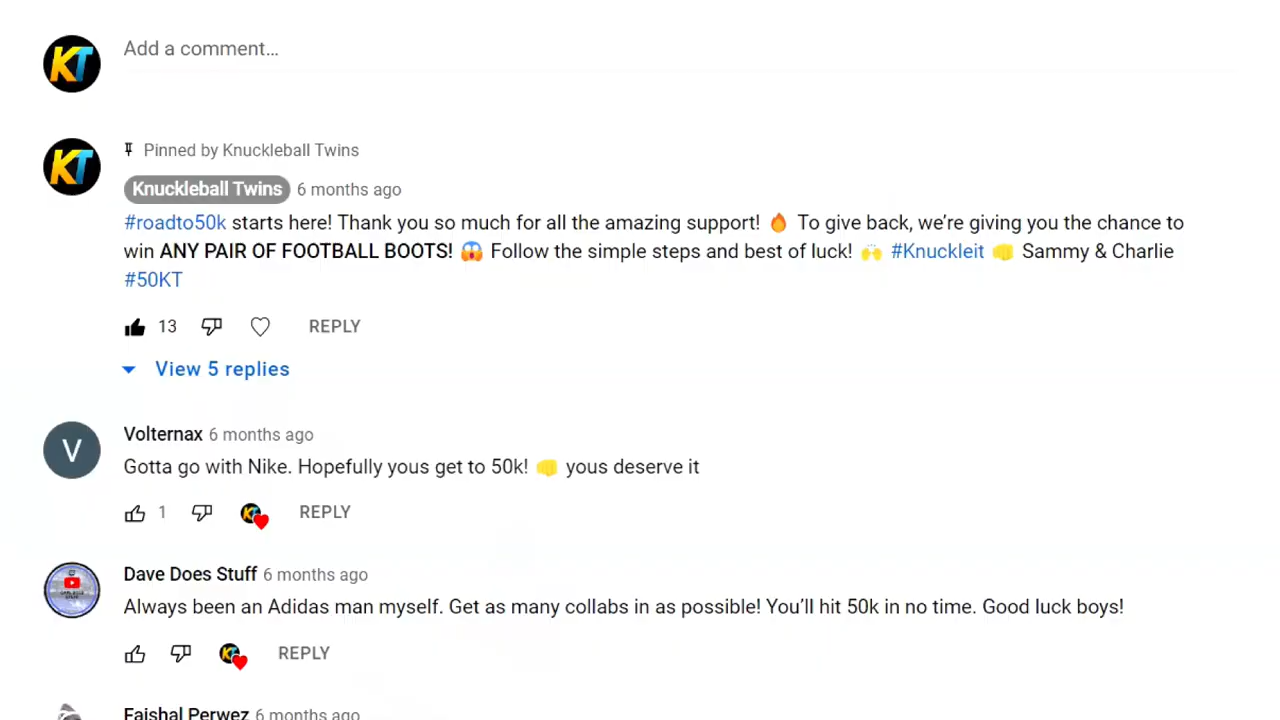 KT
Add a comment...
KT
Pinned by Knuckleball Twins
Knuckleball Twins 6 months ago
#roadto50k starts here! Thank you so much for all the amazing support! 🔥 To give back, we're giving you the chance to
win ANY PAIR OF FOOTBALL BOOTS! 😱 Follow the simple steps and best of luck! 🙌 #Knuckleit 👊 Sammy & Charlie
#50KT
13 REPLY
View 5 replies
V
Volternax 6 months ago
Gotta go with Nike. Hopefully yous get to 50k! 👊 yous deserve it
1 KT REPLY
Dave Does Stuff 6 months ago
Always been an Adidas man myself. Get as many collabs in as possible! You'll hit 50k in no time. Good luck boys!
KT REPLY
Faishal Perwez 6 months ago